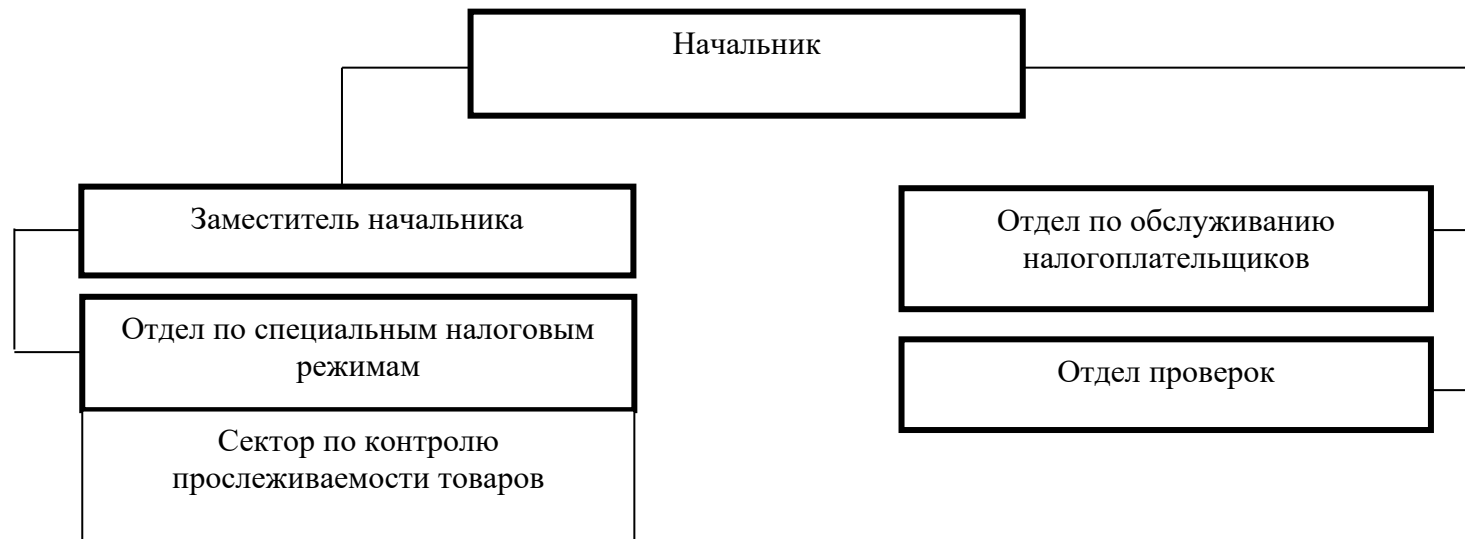 Начальник
Заместитель начальника
Отдел по специальным налоговым
режимам
Сектор по контролю
прослеживаемости товаров
Отдел по обслуживанию
налогоплательщиков
Отдел проверок